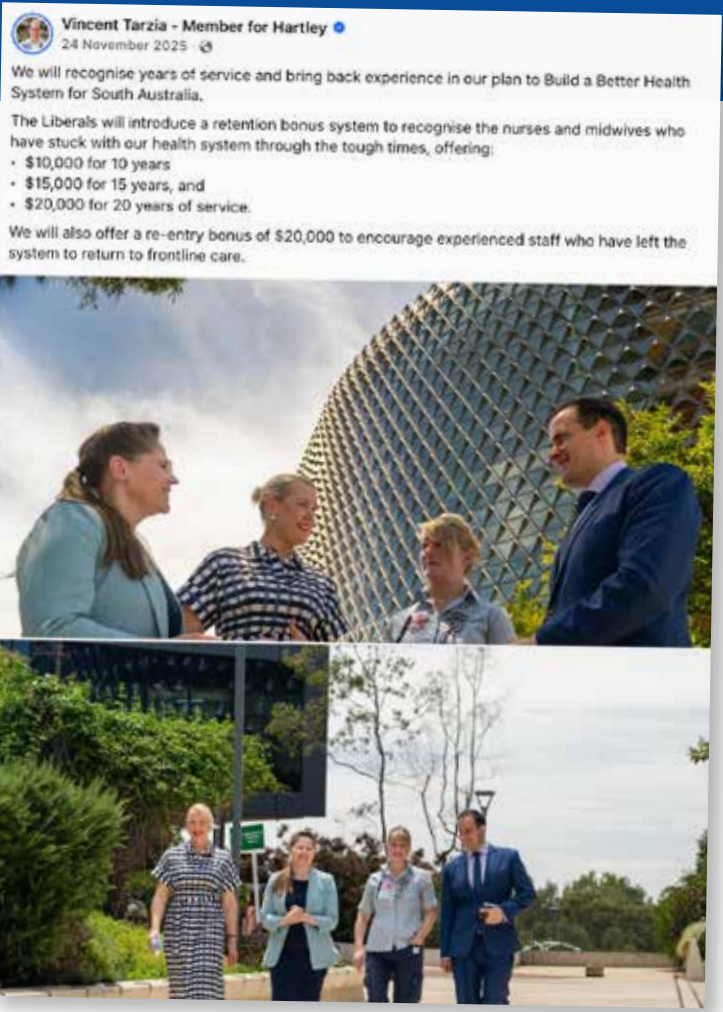 Vincent Tarzia - Member for Hartley
24 November 2025
We will recognise years of service and bring back experience in our plan to Build a Better Health
System for South Australia.
The Liberals will introduce a retention bonus system to recognise the nurses and midwives who
have stuck with our health system through the tough times, offering:
• $10,000 for 10 years
• $15,000 for 15 years, and
• $20,000 for 20 years of service.
We will also offer a re-entry bonus of $20,000 to encourage experienced staff who have left the
system to return to frontline care.